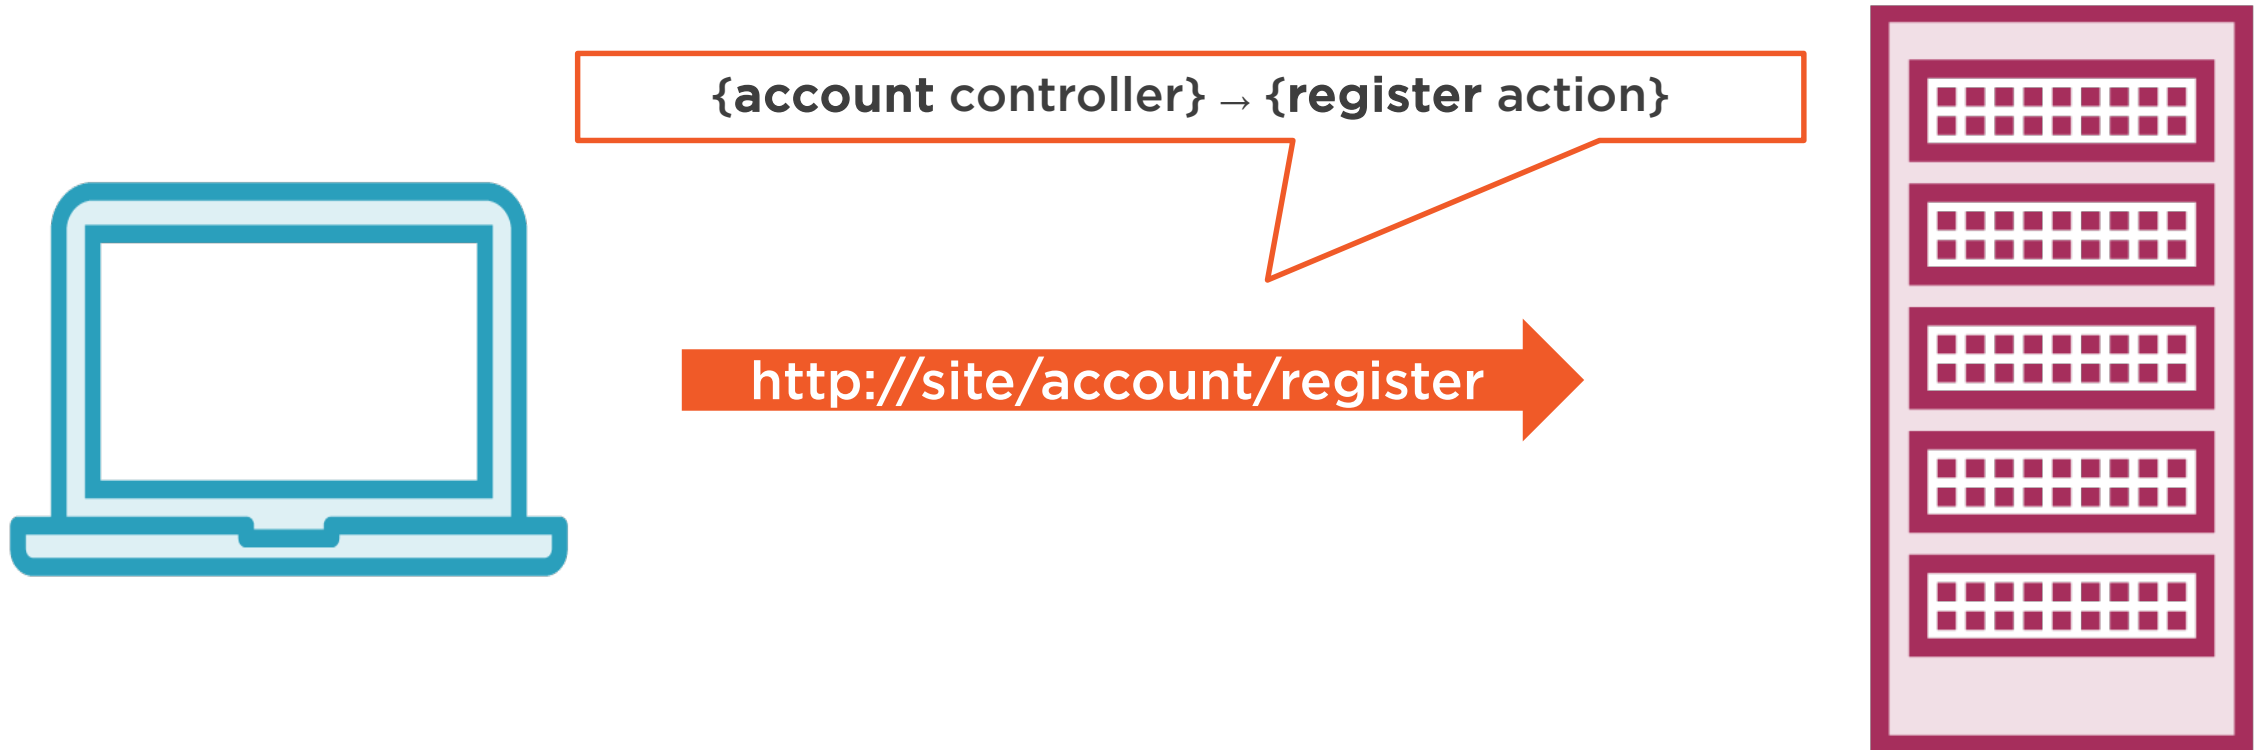 {account controller} → {register action}
http://site/account/register